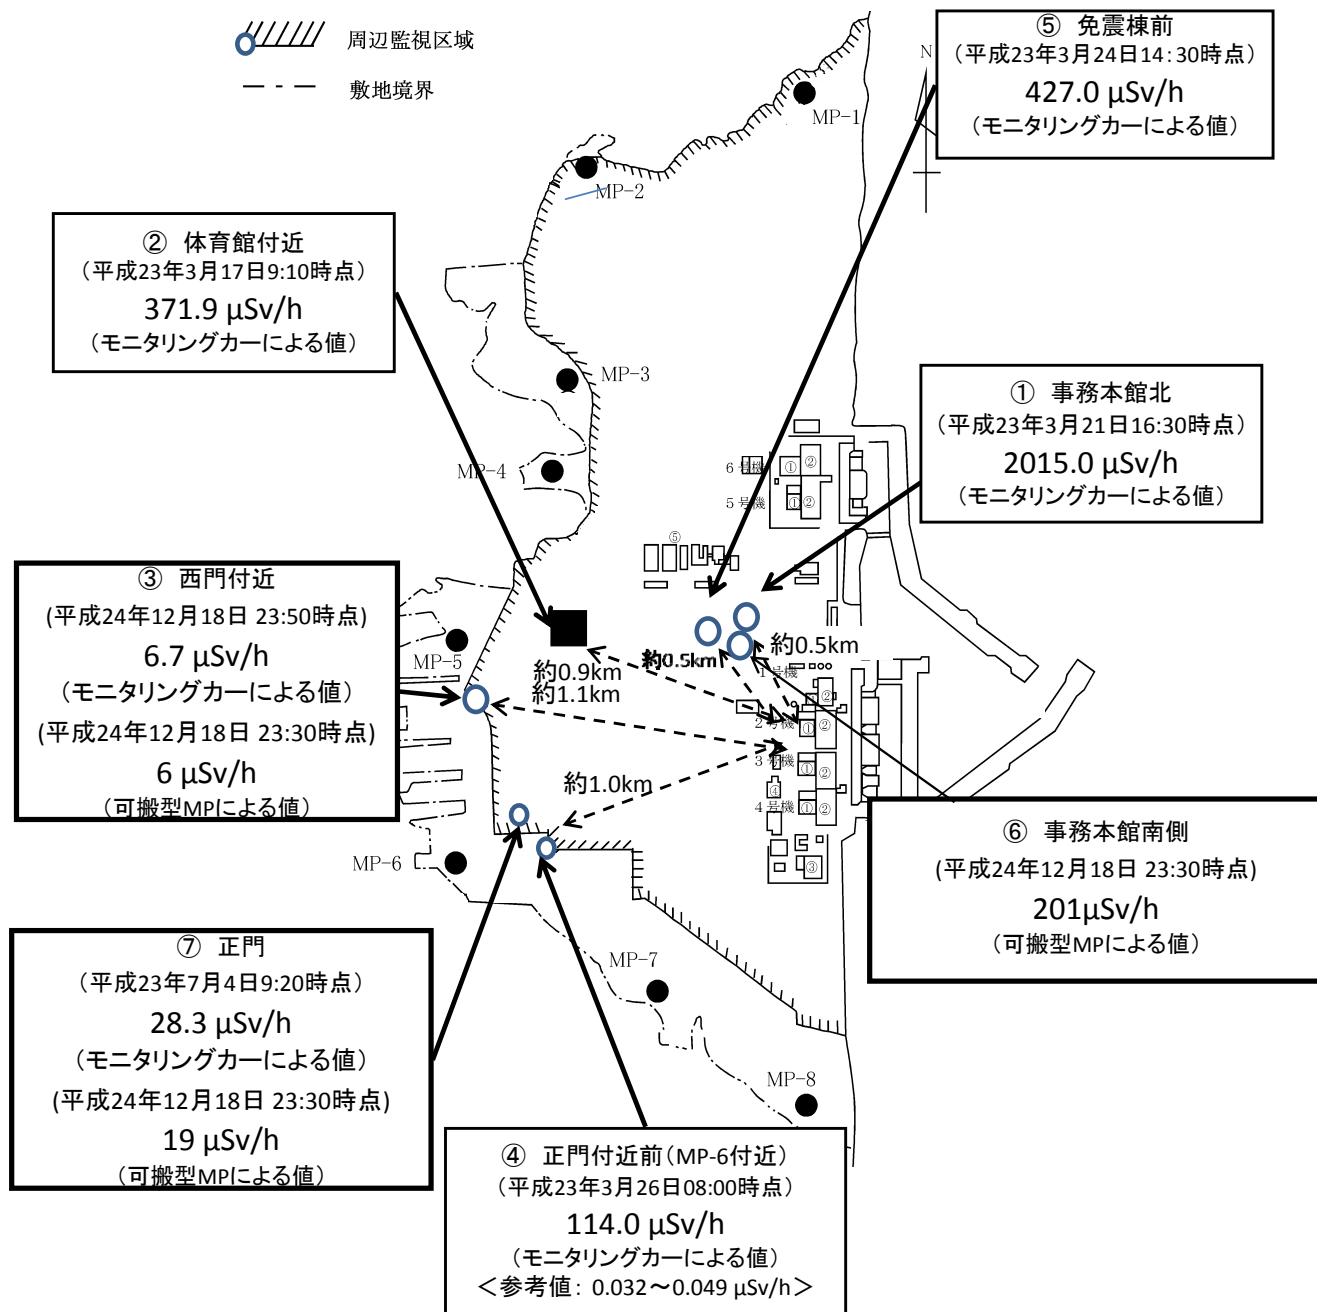 周辺監視区域
敷地境界
⑤ 免震棟前
（平成23年3月24日14:30時点）
427.0 μSv/h
（モニタリングカーによる値）
N
MP-1
MP-2
② 体育館付近
（平成23年3月17日9:10時点）
371.9 μSv/h
（モニタリングカーによる値）
MP-3
① 事務本館北
（平成23年3月21日16:30時点）
2015.0 μSv/h
（モニタリングカーによる値）
MP-4
6号機
① ②
5号機
① ②
⑤
③ 西門付近
(平成24年12月18日 23:50時点)
6.7 μSv/h
（モニタリングカーによる値）
(平成24年12月18日 23:30時点)
6 μSv/h
（可搬型MPによる値）
MP-5
約0.9km
約1.1km
約0.5km
約0.5km
1号機
②
2号機
① ②
3号機
① ②
④
4号機
① ②
③
約1.0km
MP-6
⑥ 事務本館南側
(平成24年12月18日 23:30時点)
201μSv/h
（可搬型MPによる値）
⑦ 正門
（平成23年7月4日9:20時点）
28.3 μSv/h
（モニタリングカーによる値）
(平成24年12月18日 23:30時点)
19 μSv/h
（可搬型MPによる値）
MP-7
MP-8
④ 正門付近前（MP-6付近）
（平成23年3月26日08:00時点）
114.0 μSv/h
（モニタリングカーによる値）
＜参考値: 0.032～0.049 μSv/h＞